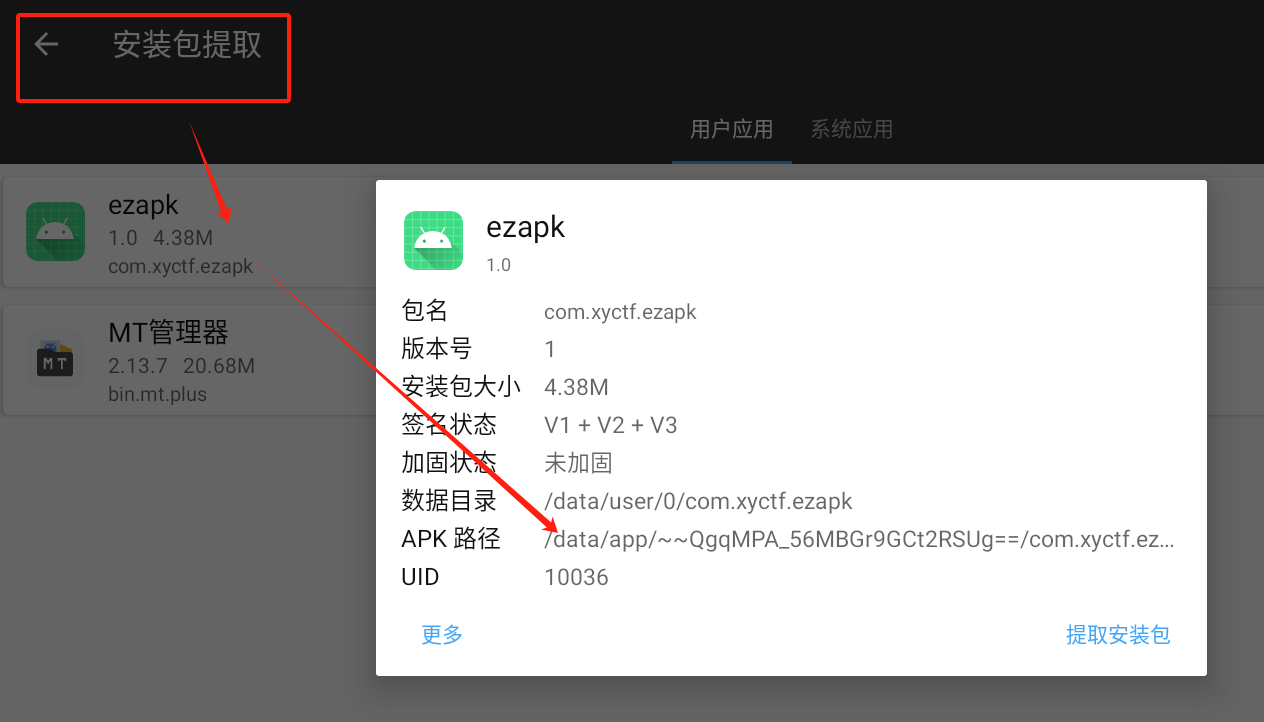 安装包提取
用户应用 系统应用
ezapk
1.0 4.38M
com.xyctf.ezapk
MT管理器
2.13.7 20.68M
bin.mt.plus
ezapk
1.0
包名 com.xyctf.ezapk
版本号 1
安装包大小 4.38M
签名状态 V1 + V2 + V3
加固状态 未加固
数据目录 /data/user/0/com.xyctf.ezapk
APK 路径 /data/app/~~QgqMPA_56MBGr9GCt2RSUg==/com.xyctf.ez...
UID 10036
更多 提取安装包